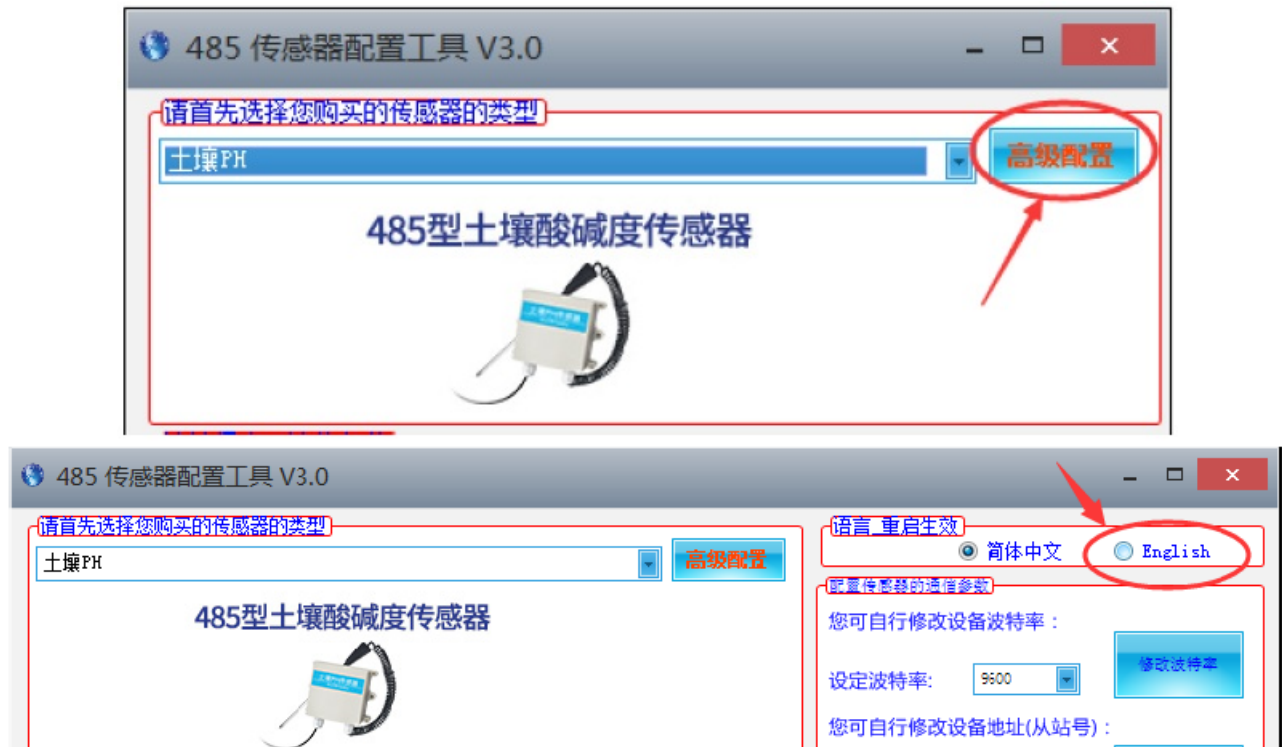 485 传感器配置工具 V3.0
请首先选择您购买的传感器的类型
土壤PH
高级配置
485型土壤酸碱度传感器
土壤PH传感器
485 传感器配置工具 V3.0
请首先选择您购买的传感器的类型
土壤PH
高级配置
485型土壤酸碱度传感器
语言_重启生效
简体中文
English
配置传感器的通信参数
您可自行修改设备波特率：
设定波特率:
9600
修改波特率
您可自行修改设备地址(从站号)：